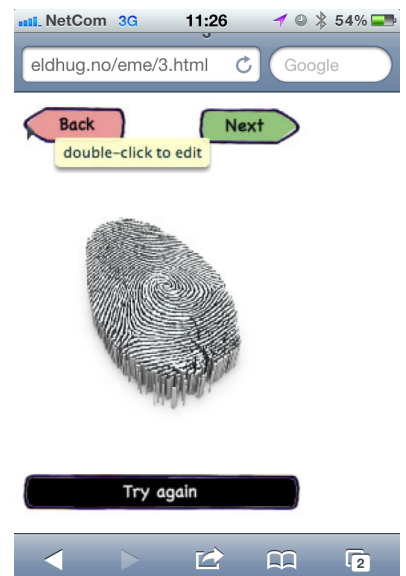 NetCom 3G 11:26 54%
eldhug.no/eme/3.html Google
Back Next
double-click to edit
Try again
2